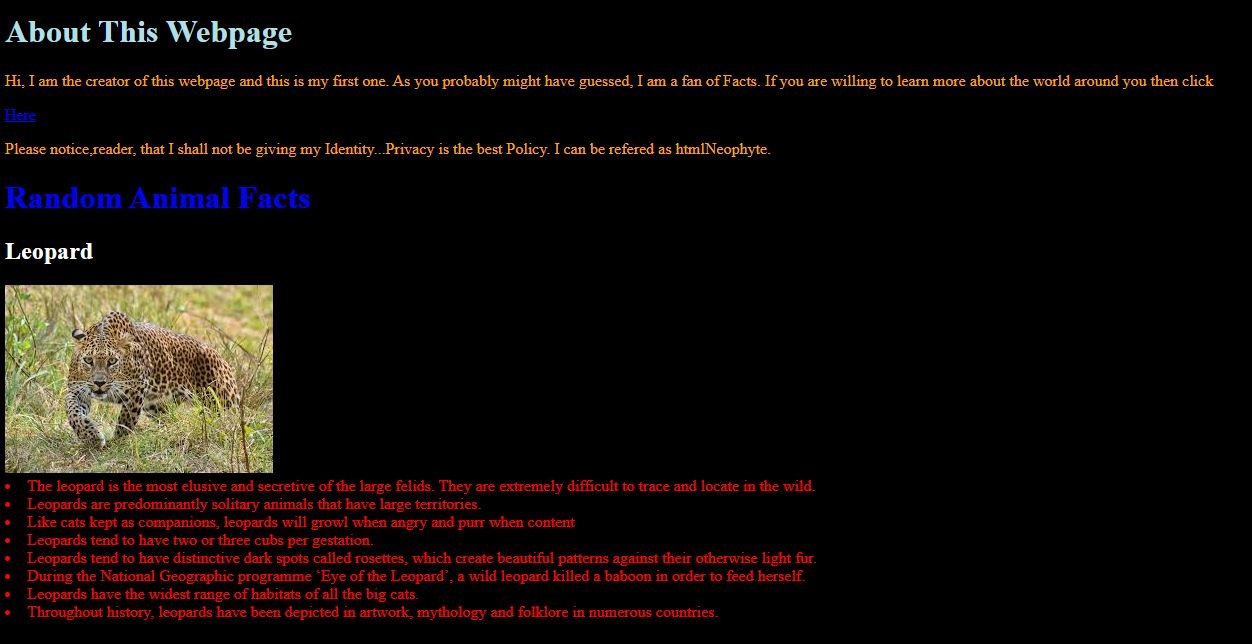 About This Webpage
Hi, I am the creator of this webpage and this is my first one. As you probably might have guessed, I am a fan of Facts. If you are willing to learn more about the world around you then click
Here
Please notice,reader, that I shall not be giving my Identity...Privacy is the best Policy. I can be refered as htmlNeophyte.
Random Animal Facts
Leopard
• The leopard is the most elusive and secretive of the large felids. They are extremely difficult to trace and locate in the wild.
• Leopards are predominantly solitary animals that have large territories.
• Like cats kept as companions, leopards will growl when angry and purr when content
• Leopards tend to have two or three cubs per gestation.
• Leopards tend to have distinctive dark spots called rosettes, which create beautiful patterns against their otherwise light fur.
• During the National Geographic programme ‘Eye of the Leopard’, a wild leopard killed a baboon in order to feed herself.
• Leopards have the widest range of habitats of all the big cats.
• Throughout history, leopards have been depicted in artwork, mythology and folklore in numerous countries.